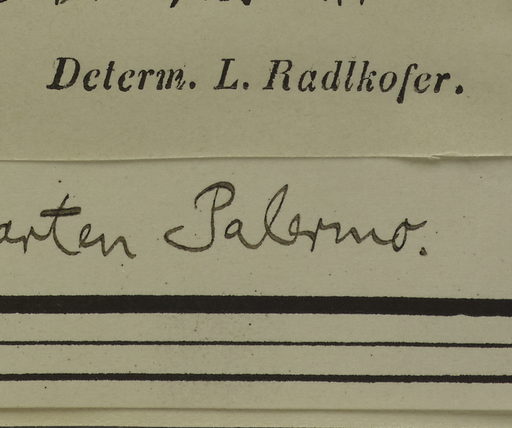 Determ. L. Radlkofer.
arten Palermo.